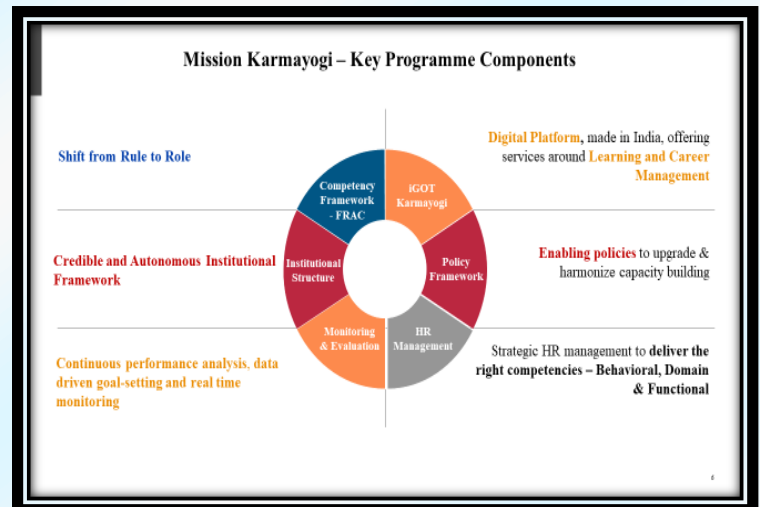 Mission Karmayogi – Key Programme Components
Shift from Rule to Role
Digital Platform, made in India, offering
services around Learning and Career
Management
Competency
Framework
- FRAC
iGOT
Karmayogi
Credible and Autonomous Institutional
Framework
Institutional
Structure
Policy
Framework
Enabling policies to upgrade &
harmonize capacity building
Monitoring
& Evaluation
HR
Management
Continuous performance analysis, data
driven goal-setting and real time
monitoring
Strategic HR management to deliver the
right competencies – Behavioral, Domain
& Functional